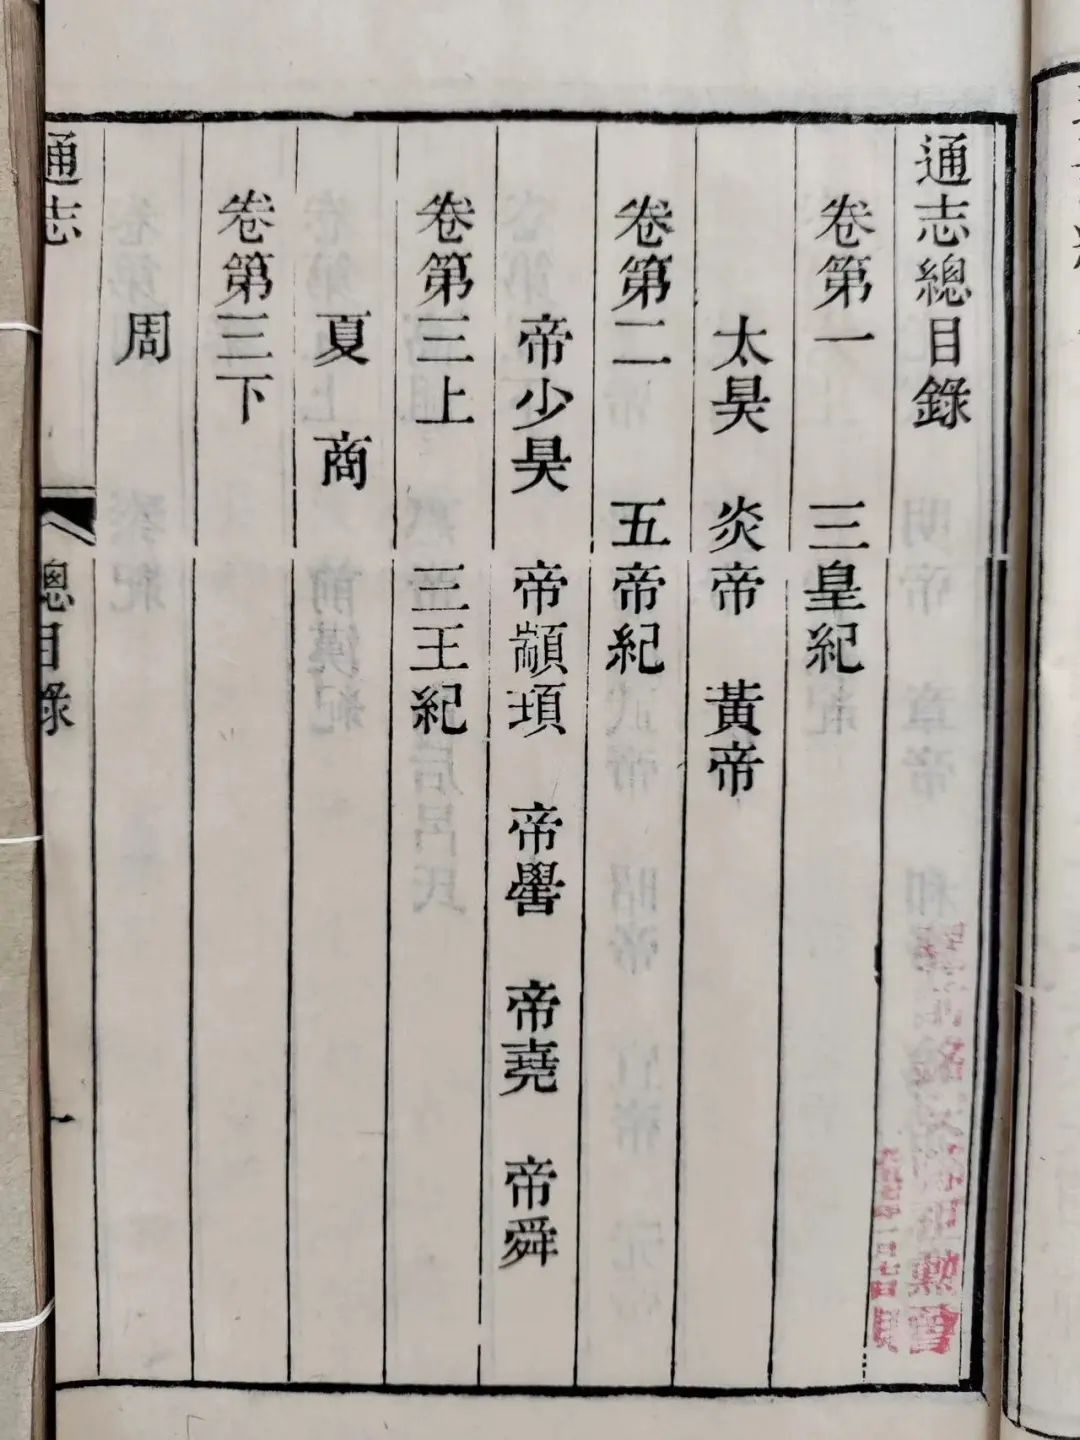 通志總目錄
卷第一　三皇紀
太昊　炎帝　黃帝
卷第二　五帝紀
帝少昊　帝顓頊　帝嚳　帝堯　帝舜
卷第三上　三王紀
夏　商
卷第三下
周
通志　總目錄　一